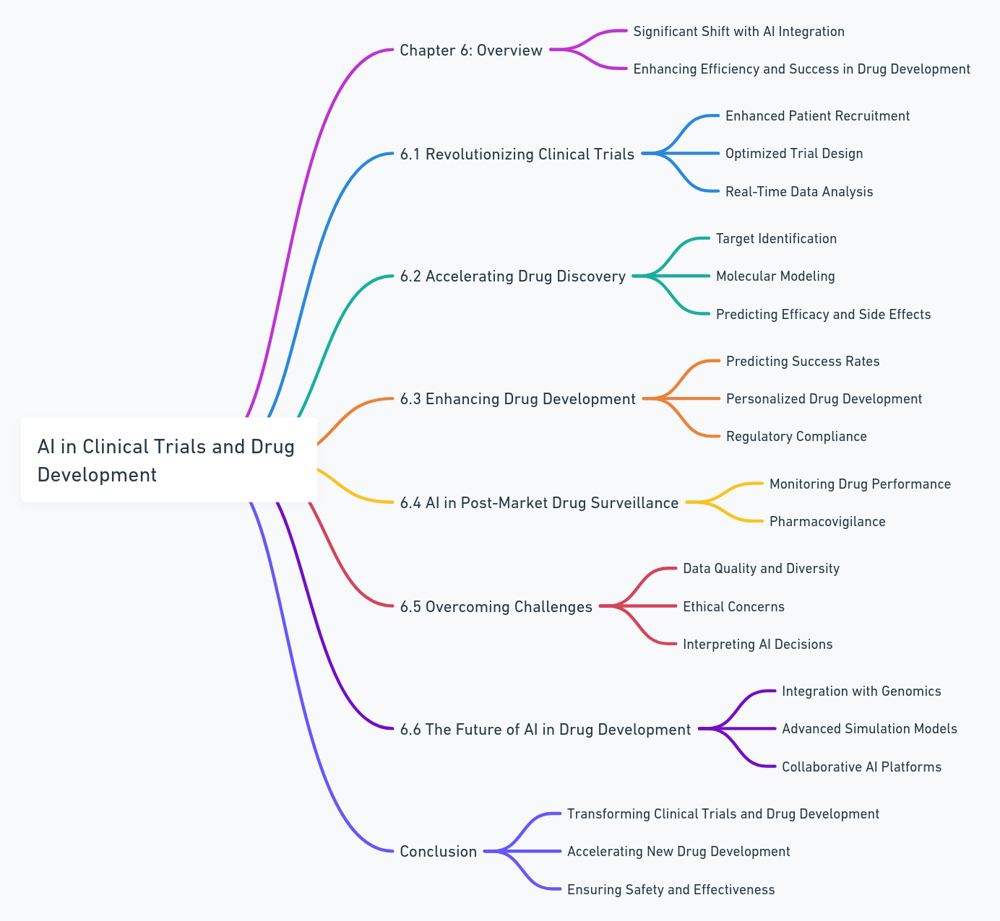 AI in Clinical Trials and Drug
Development
Chapter 6: Overview
Significant Shift with AI Integration
Enhancing Efficiency and Success in Drug Development
6.1 Revolutionizing Clinical Trials
Enhanced Patient Recruitment
Optimized Trial Design
Real-Time Data Analysis
6.2 Accelerating Drug Discovery
Target Identification
Molecular Modeling
Predicting Efficacy and Side Effects
6.3 Enhancing Drug Development
Predicting Success Rates
Personalized Drug Development
Regulatory Compliance
6.4 AI in Post-Market Drug Surveillance
Monitoring Drug Performance
Pharmacovigilance
6.5 Overcoming Challenges
Data Quality and Diversity
Ethical Concerns
Interpreting AI Decisions
6.6 The Future of AI in Drug Development
Integration with Genomics
Advanced Simulation Models
Collaborative AI Platforms
Conclusion
Transforming Clinical Trials and Drug Development
Accelerating New Drug Development
Ensuring Safety and Effectiveness